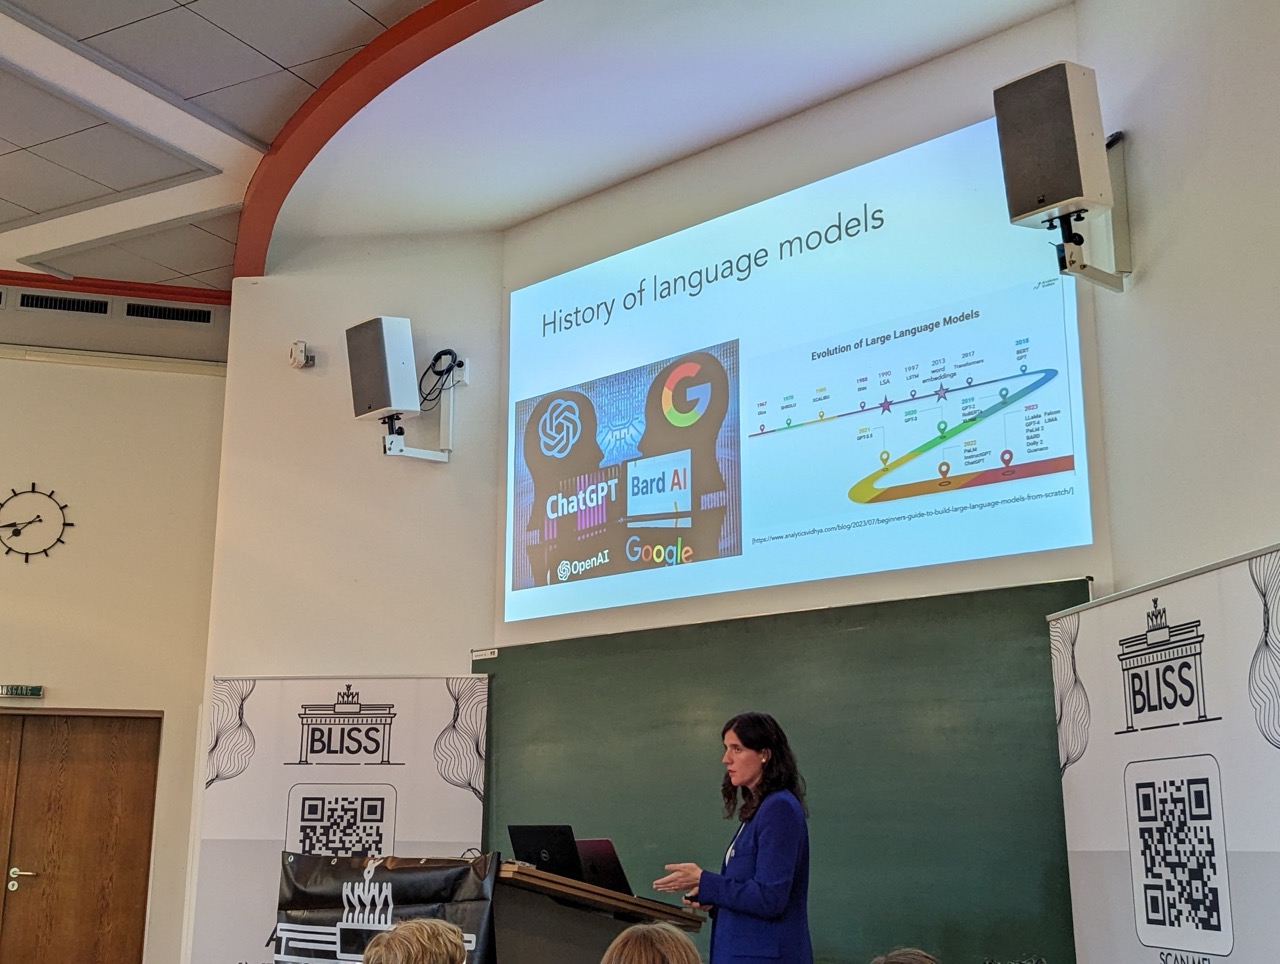 History of language models
ChatGPT
Bard AI
OpenAI
Google
Evolution of Large Language Models
1967
Eliza
1970
SHRDLU
1988
RNN
1990
LSA
1997
LSTM
2013
word
embeddings
2017
Transformers
2018
BERT
GPT
2019
GPT-2
2020
GPT-3
2021
GPT-3.5
2022
PaLM
InstructGPT
ChatGPT
2023
LLaMa Falcon
GPT-4 LIMA
PaLM 2
BARD
Dolly 2
Guanaco
[https://www.analyticsvidhya.com/blog/2023/07/beginners-guide-to-build-large-language-models-from-scratch/]
BLISS
BLISS
DELL
SCAN ME!